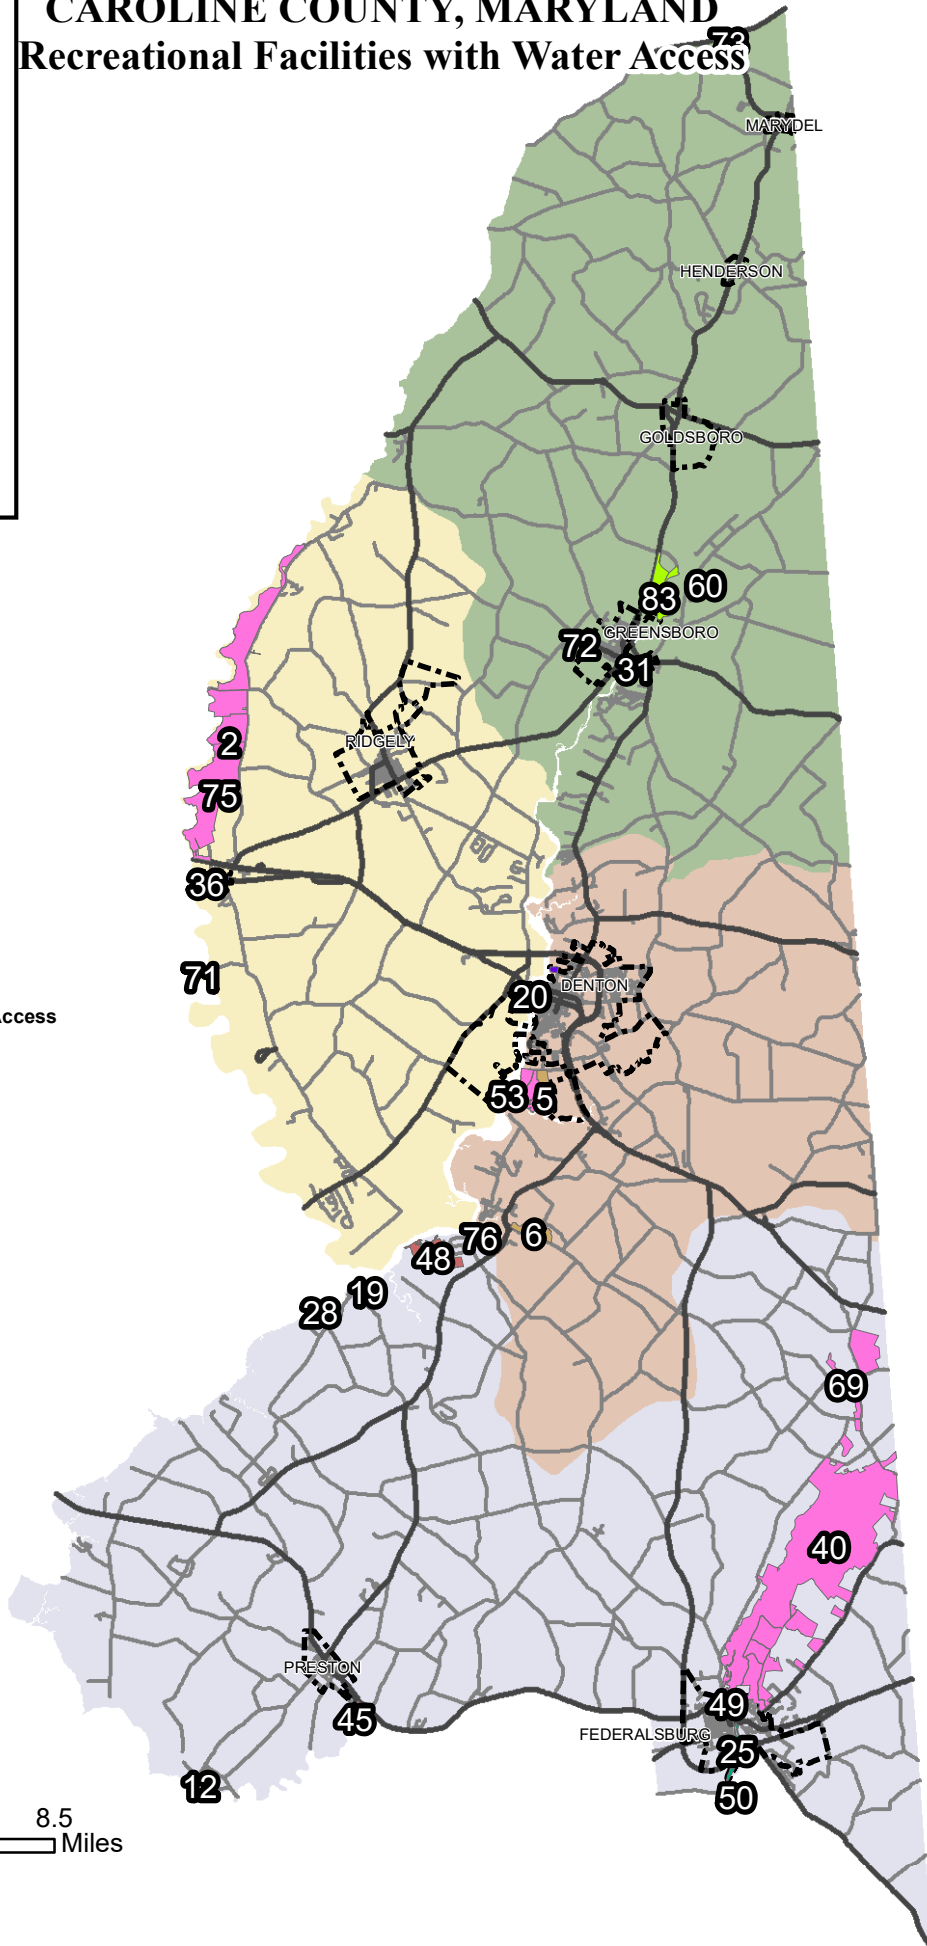 CAROLINE COUNTY, MARYLAND
Recreational Facilities with Water Access
73
MARYDEL
HENDERSON
GOLDSBORO
60
83
GREENSBORO
72
31
2
RIDGELY
75
36
71
DENTON
20
ccess
53
5
6
76
48
19
28
69
40
PRESTON
49
45
FEDERALSBURG
25
12
50
8.5
Miles